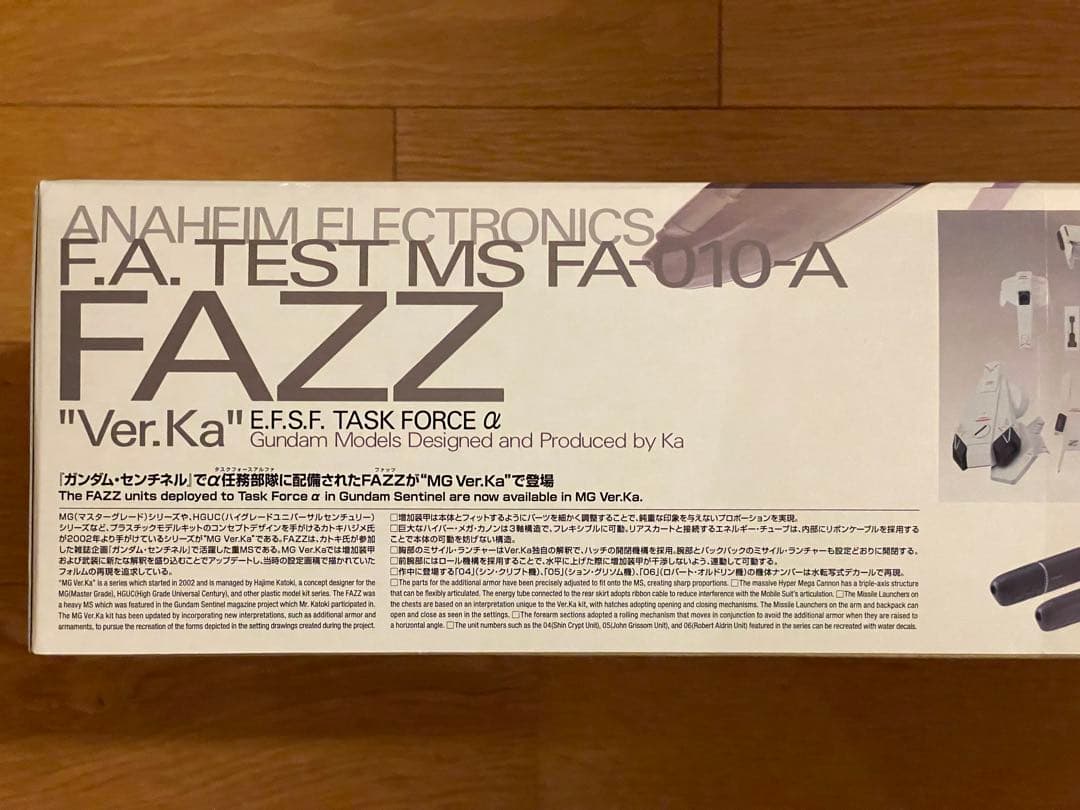 ANAHEIM ELECTRONICS
F.A. TEST MS FA-010-A
FAZZ
"Ver.Ka" E.F.S.F. TASK FORCE α
Gundam Models Designed and Produced by Ka
タスクフォースアルファ ファッツ
『ガンダム・センチネル』でα任務部隊に配備されたFAZZが“MG Ver.Ka”で登場
The FAZZ units deployed to Task Force α in Gundam Sentinel are now available in MG Ver.Ka.
MG(マスターグレード)シリーズや、HGUC(ハイグレードユニバーサルセンチュリー)
シリーズなど、プラスチックモデルキットのコンセプトデザインを手がけるカトキハジメ氏
が2002年より手がけているシリーズが“MG Ver.Ka”である。FAZZは、カトキ氏が参加
した雑誌企画「ガンダム・センチネル」で活躍した重MSである。MG Ver.Kaでは増加装甲
および武装に新たな解釈を盛り込むことでアップデートし、当時の設定画稿で描かれていた
フォルムの再現を追求している。
"MG Ver.Ka" is a series which started in 2002 and is managed by Hajime Katoki, a concept designer for the
MG(Master Grade), HGUC(High Grade Universal Century), and other plastic model kit series. The FAZZ was
a heavy MS which was featured in the Gundam Sentinel magazine project which Mr. Katoki participated in.
The MG Ver.Ka kit has been updated by incorporating new interpretations, such as additional armor and
armaments, to pursue the recreation of the forms depicted in the setting drawings created during the project.
□増加装甲は本体とフィットするようにパーツを細かく調整することで、鈍重な印象を与えないプロポーションを実現。
□巨大なハイパー・メガ・カノンは3軸構造で、フレキシブルに可動。リアスカートと接続するエネルギー・チューブは、内部にリボンケーブルを採用する
ことで本体の可動を妨げない構造。
□胸部のミサイル・ランチャーはVer.Ka独自の解釈で、ハッチの開閉機構を採用。腕部とバックパックのミサイル・ランチャーも設定どおりに開閉する。
□前腕部にはロール機構を採用することで、水平に上げた際に増加装甲が干渉しないよう、連動して可動する。
□作中に登場する「04」(シン・クリプト機)、「05」(ジョン・グリソム機)、「06」(ロバート・オルドリン機)の機体ナンバーは水転写式デカールで再現。
□The parts for the additional armor have been precisely adjusted to fit onto the MS, creating sharp proportions. □The massive Hyper Mega Cannon has a triple-axis structure
that can be flexibly articulated. The energy tube connected to the rear skirt adopts ribbon cable to reduce interference with the Mobile Suit's articulation. □The Missile Launchers on
the chests are based on an interpretation unique to the Ver.Ka kit, with hatches adopting opening and closing mechanisms. The Missile Launchers on the arm and backpack can
open and close as seen in the settings. □The forearm sections adopted a rolling mechanism that moves in conjunction to avoid the additional armor when they are raised to
a horizontal angle. □The unit numbers such as the 04(Shin Crypt Unit), 05(John Grissom Unit), and 06(Robert Aldrin Unit) featured in the series can be recreated with water decals.